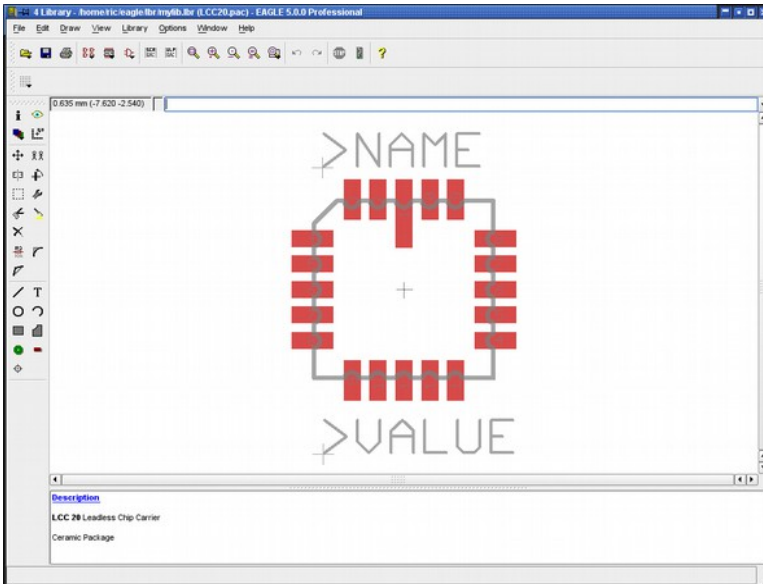 4 Library - /home/ric/eagle/lbr/mylib.lbr (LCC20.pac) - EAGLE 5.0.0 Professional
File Edit Draw View Library Options Window Help
0.635 mm (-7.620 -2.540)
>NAME
>VALUE
Description
LCC 20 Leadless Chip Carrier
Ceramic Package